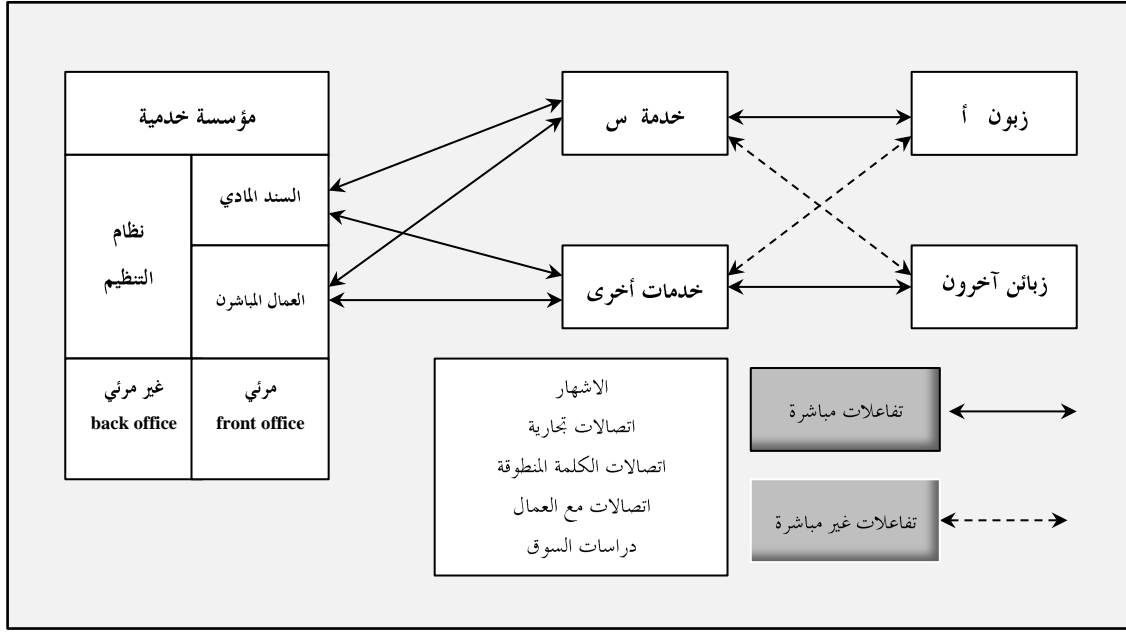 مؤسسة خدمية
خدمة س
زبون أ
السند المادي
نظام
التنظيم
العمال المباشرن
خدمات أخرى
زبائن آخرون
مرئي
front office
غير مرئي
back office
الاشهار
اتصالات تجارية
اتصالات الكلمة المنطوقة
اتصالات مع العمال
دراسات السوق
تفاعلات مباشرة
تفاعلات غير مباشرة